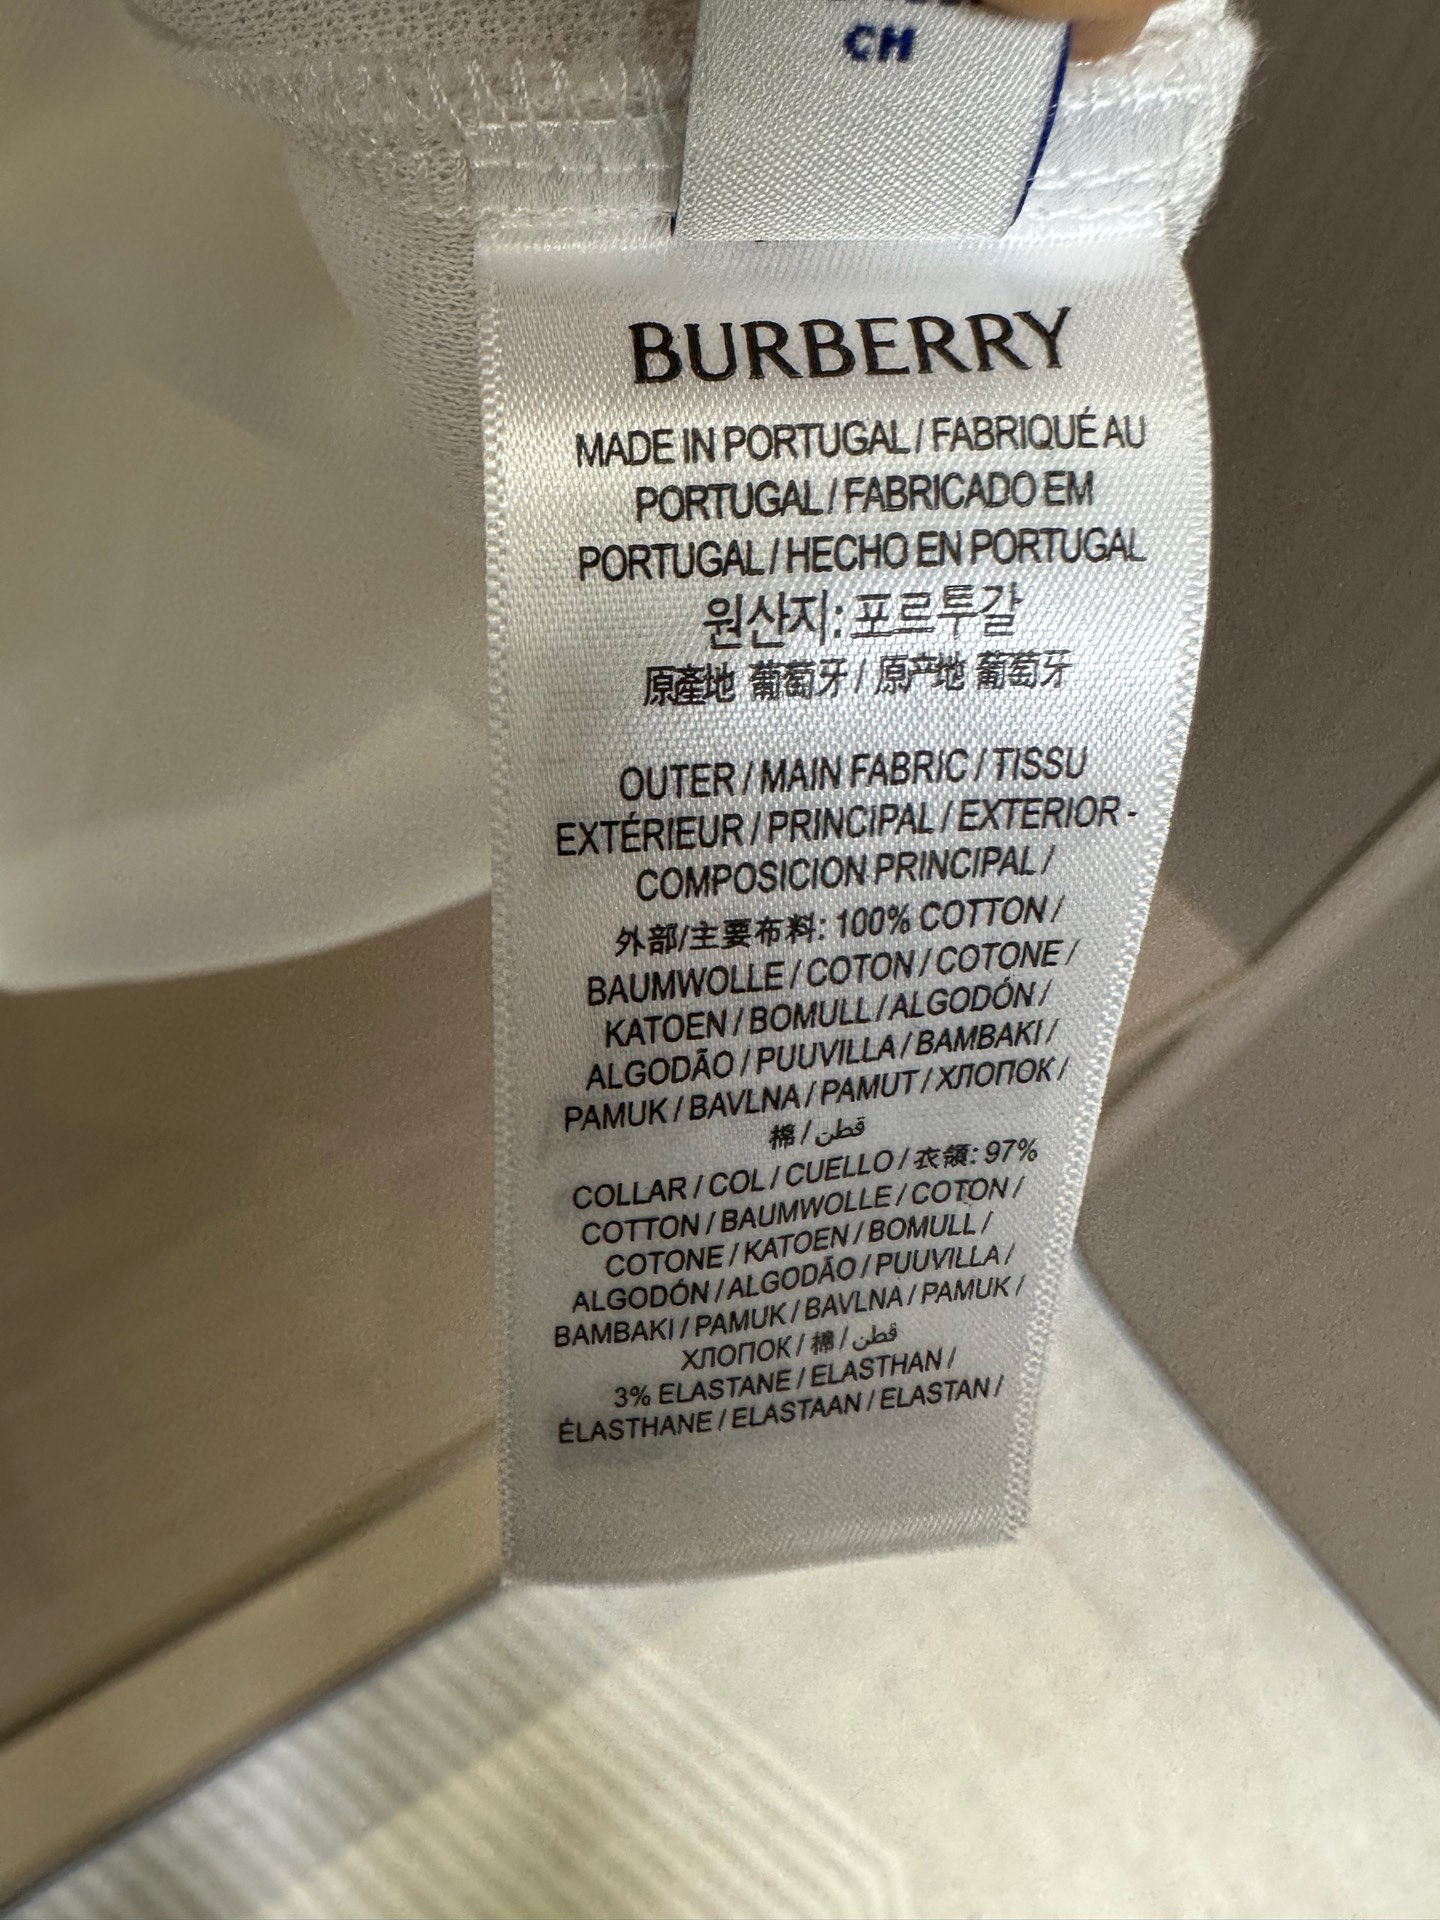 CH
BURBERRY
MADE IN PORTUGAL / FABRIQUÉ AU
PORTUGAL / FABRICADO EM
PORTUGAL / HECHO EN PORTUGAL
원산지: 포르투갈
原產地 葡萄牙 / 原产地 葡萄牙
OUTER / MAIN FABRIC / TISSU
EXTÉRIEUR / PRINCIPAL / EXTERIOR -
COMPOSICION PRINCIPAL /
外部/主要布料: 100% COTTON /
BAUMWOLLE / COTON / COTONE /
KATOEN / BOMULL / ALGODÓN /
ALGODÃO / PUUVILLA / BAMBAKI /
PAMUK / BAVLNA / PAMUT / ХЛОПОК /
棉 / قطن
COLLAR / COL / CUELLO / 衣領: 97%
COTTON / BAUMWOLLE / COTON /
COTONE / KATOEN / BOMULL /
ALGODÓN / ALGODÃO / PUUVILLA /
BAMBAKI / PAMUK / BAVLNA / PAMUK /
ХЛОПОК / 棉 / قطن
3% ELASTANE / ELASTHAN /
ÉLASTHANE / ELASTAAN / ELASTAN /